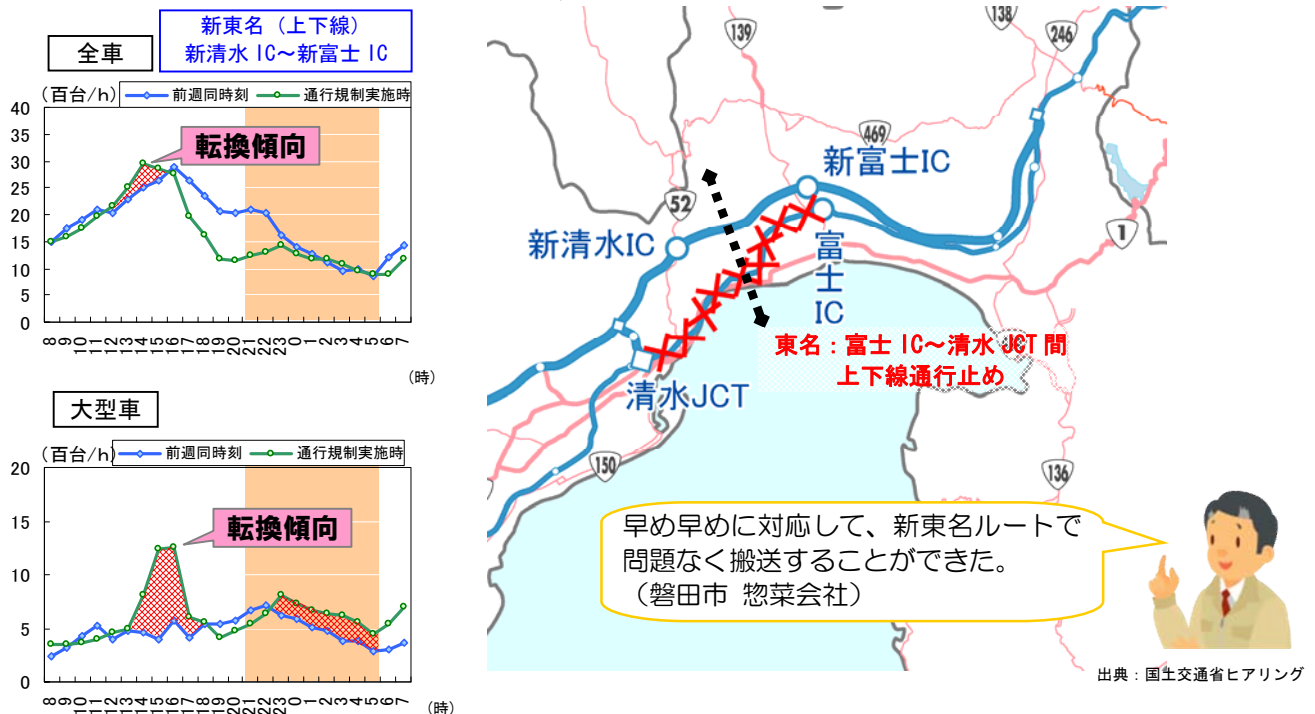 全車
新東名（上下線）
新清水 IC～新富士 IC
（百台/h）
前週同時刻
通行規制実施時
転換傾向
40
35
30
25
20
15
10
5
0
8 9 10 11 12 13 14 15 16 17 18 19 20 21 22 23 0 1 2 3 4 5 6 7
（時）
大型車
（百台/h）
前週同時刻
通行規制実施時
転換傾向
20
15
10
5
0
8 9 10 11 12 13 14 15 16 17 18 19 20 21 22 23 0 1 2 3 4 5 6 7
（時）
139
138
246
469
新富士IC
52
新清水IC
1
富士IC
東名：富士 IC～清水 JCT 間
上下線通行止め
清水JCT
150
136
早め早めに対応して、新東名ルートで
問題なく搬送することができた。
（磐田市 惣菜会社）
出典：国土交通省ヒアリング